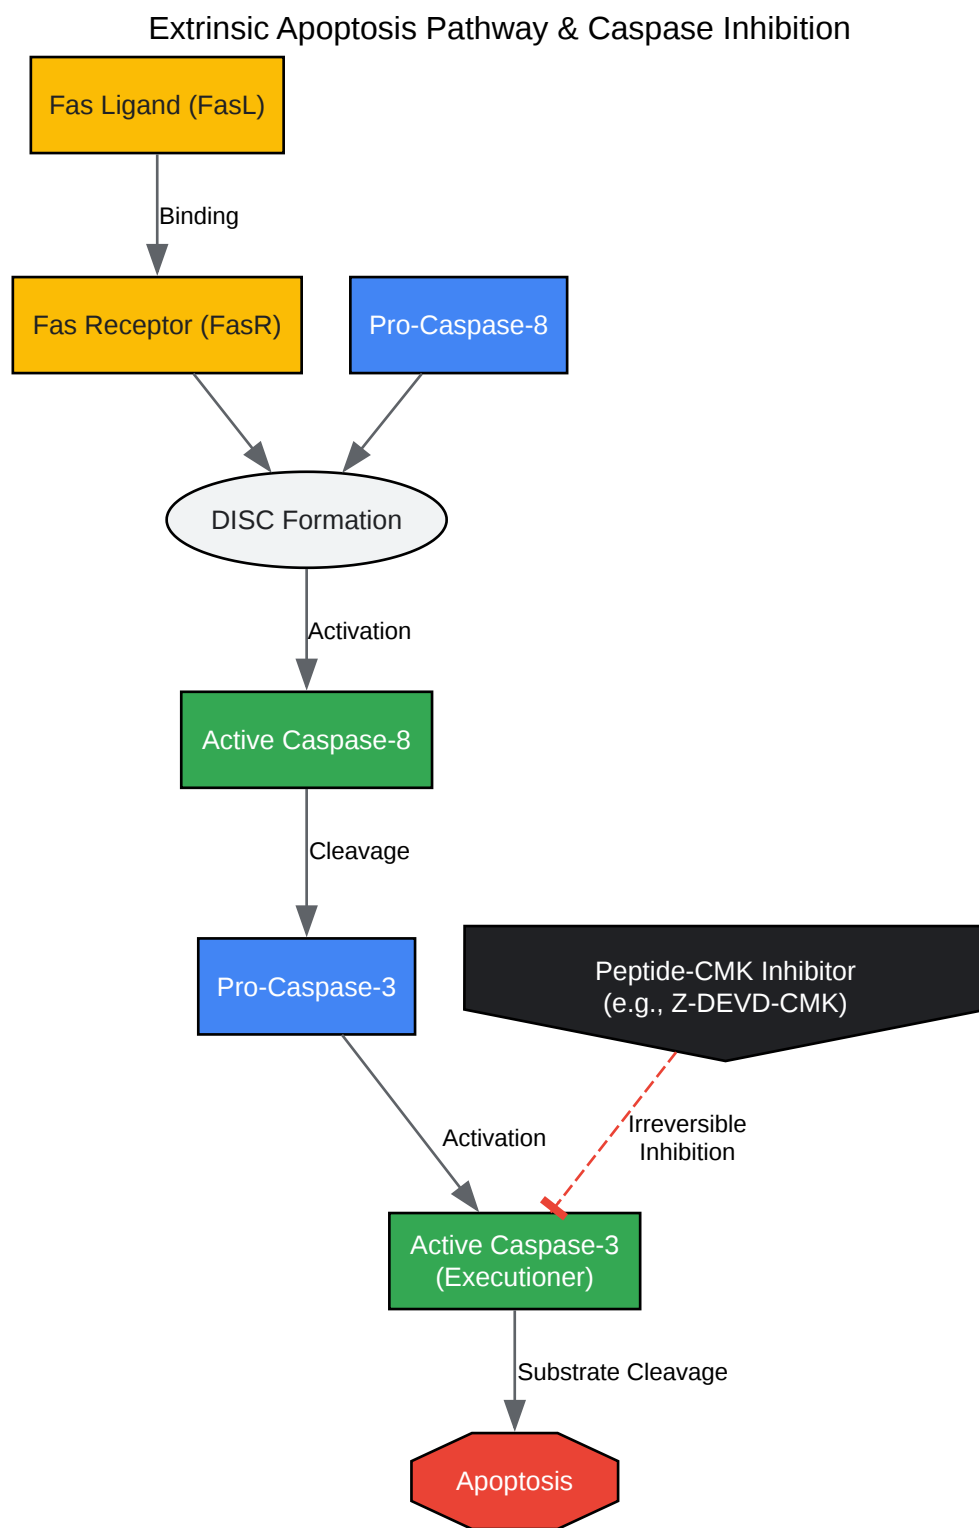 Extrinsic Apoptosis Pathway & Caspase Inhibition
Fas Ligand (FasL)
Binding
Fas Receptor (FasR)
Pro-Caspase-8
DISC Formation
Activation
Active Caspase-8
Cleavage
Pro-Caspase-3
Peptide-CMK Inhibitor
(e.g., Z-DEVD-CMK)
Activation
Irreversible
Inhibition
Active Caspase-3
(Executioner)
Substrate Cleavage
Apoptosis